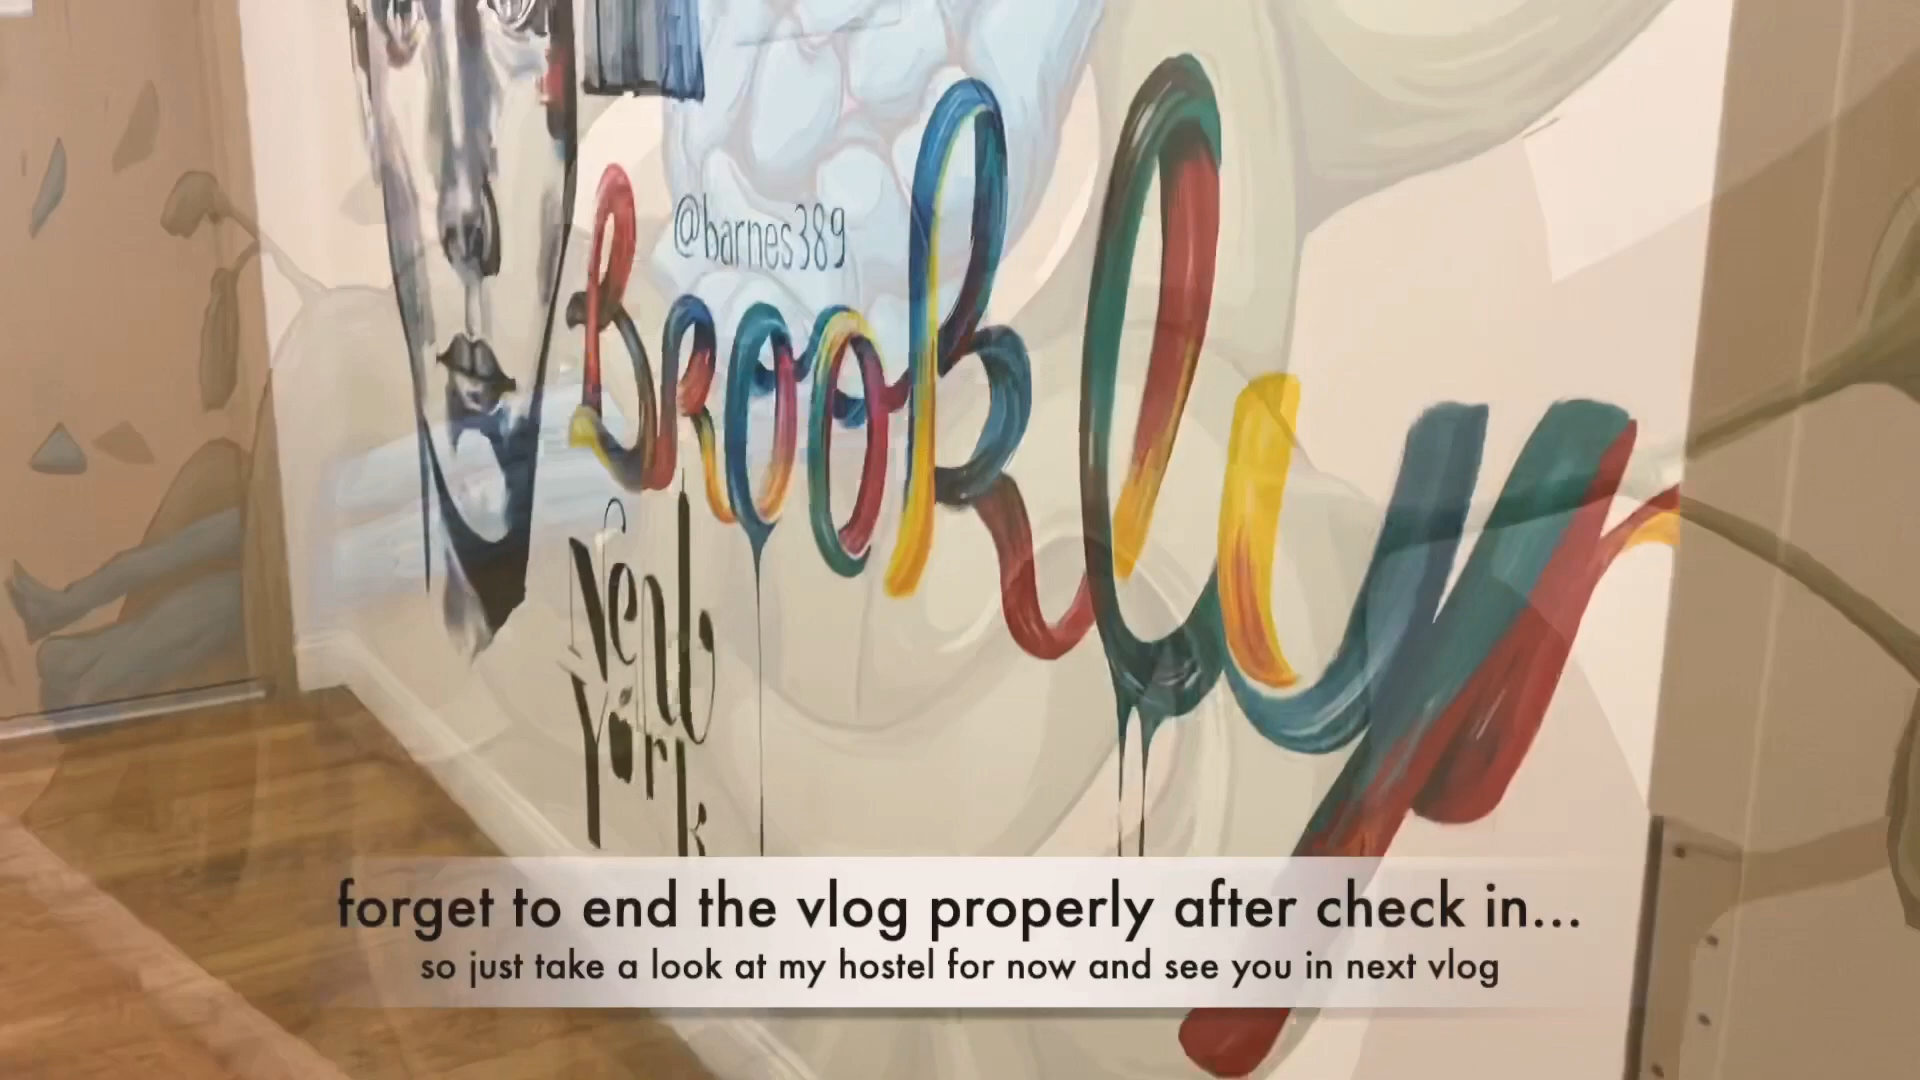 @barnes389
Brookly
New
York
forget to end the vlog properly after check in...
so just take a look at my hostel for now and see you in next vlog